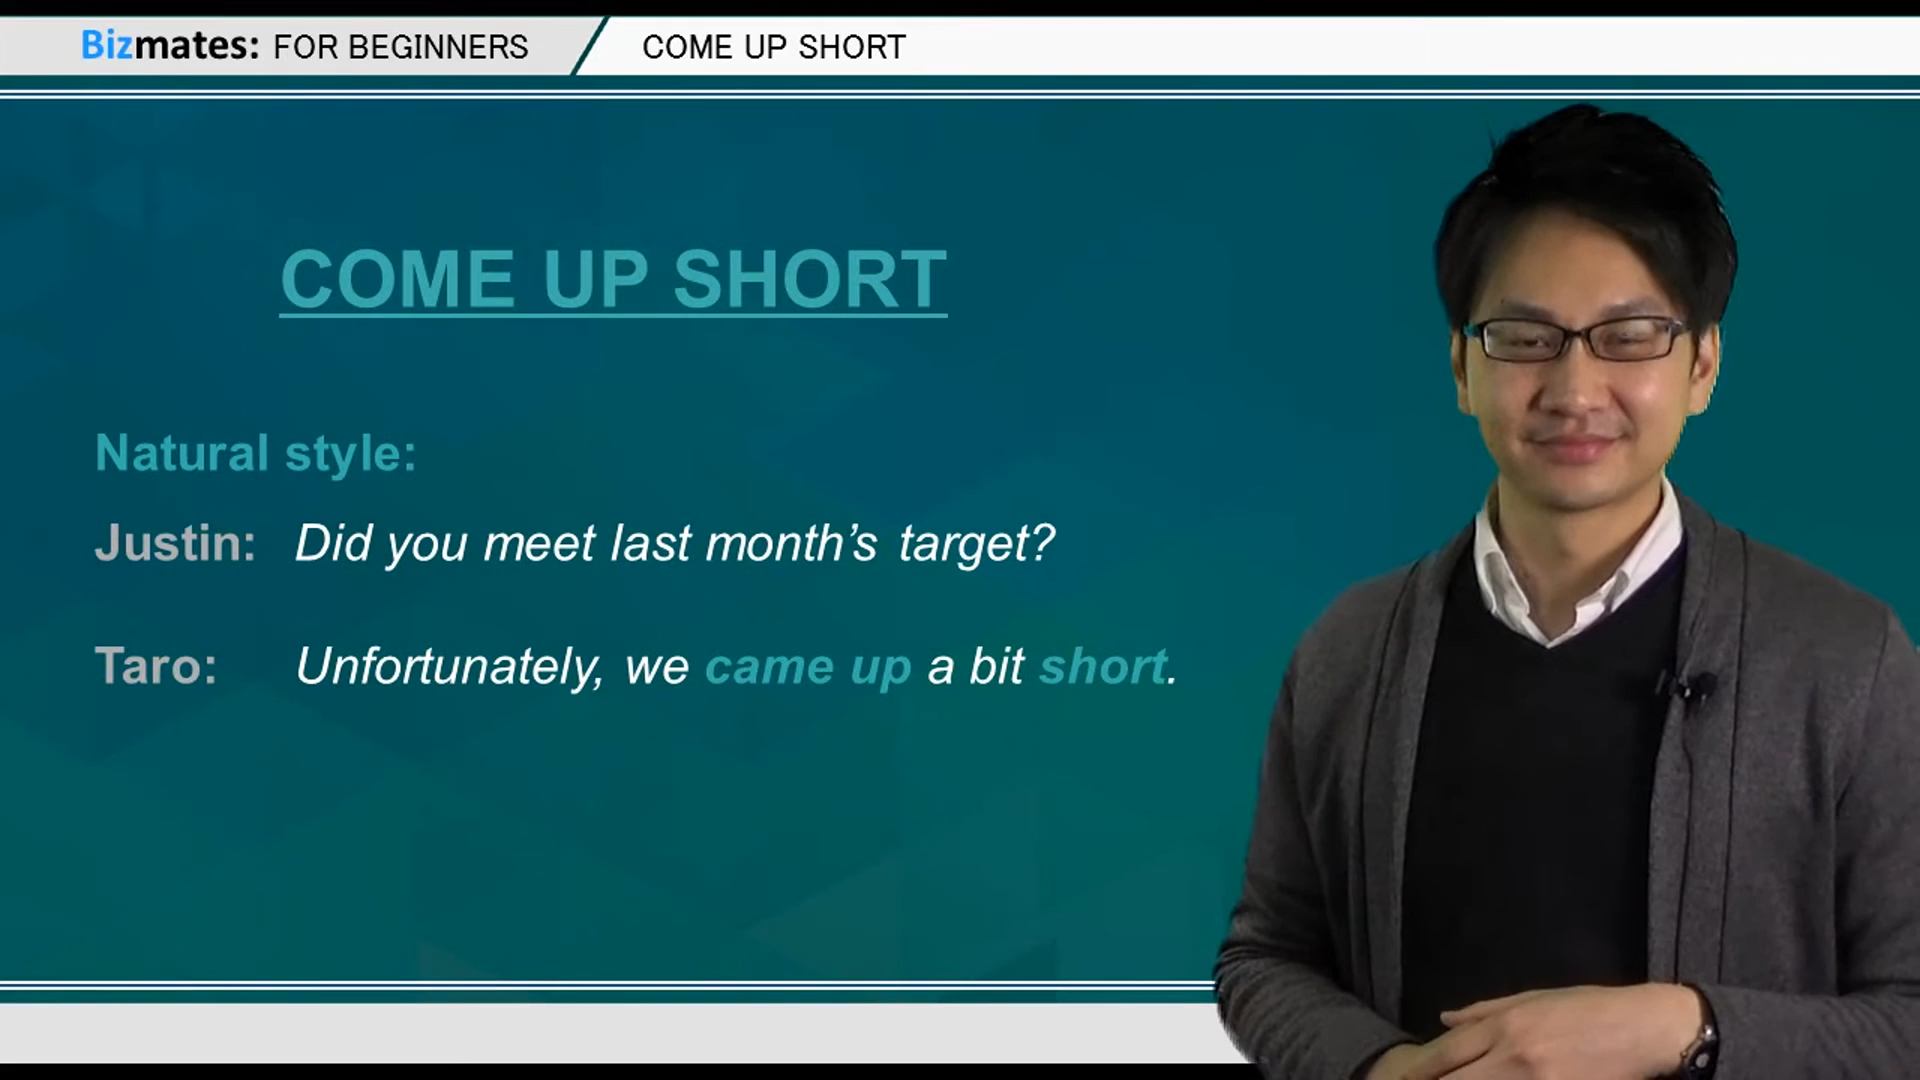 Bizmates: FOR BEGINNERS COME UP SHORT
COME UP SHORT
Natural style:
Justin: Did you meet last month’s target?
Taro: Unfortunately, we came up a bit short.